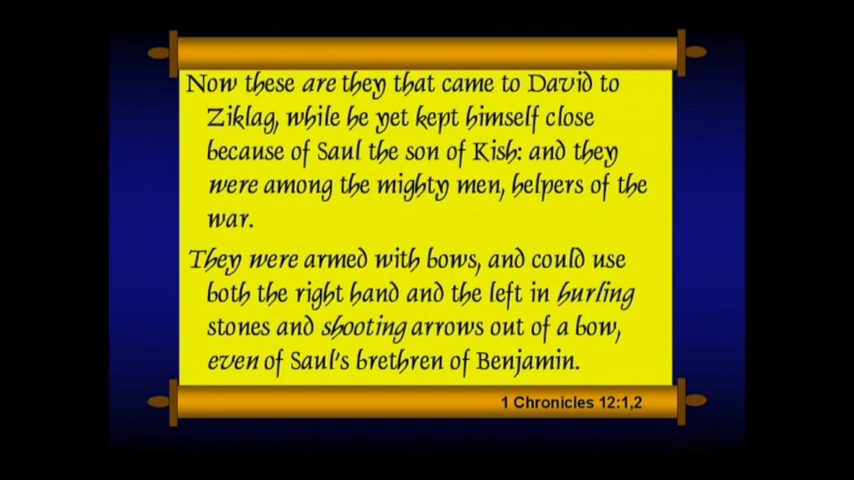 Now these are they that came to David to
Ziklag, while he yet kept himself close
because of Saul the son of Kish: and they
were among the mighty men, helpers of the
war.
They were armed with bows, and could use
both the right hand and the left in hurling
stones and shooting arrows out of a bow,
even of Saul's brethren of Benjamin.
1 Chronicles 12:1,2